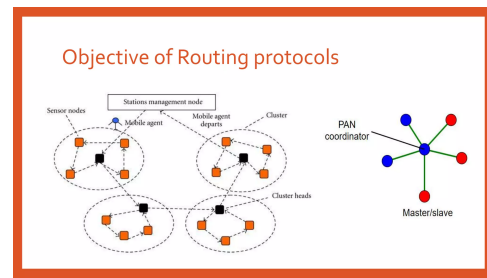 Objective of Routing protocols
Stations management node
Sensor nodes
Mobile agent
Mobile agent
departs
Cluster
Cluster heads
PAN
coordinator
Master/slave